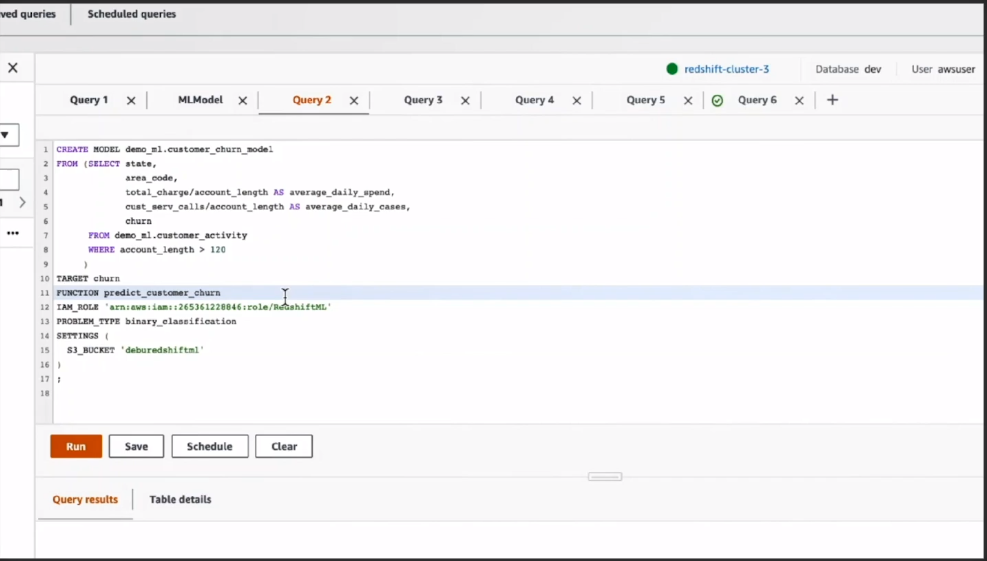 ved queries Scheduled queries
redshift-cluster-3 Database dev User awsuser
Query 1 MLModel Query 2 Query 3 Query 4 Query 5 Query 6
1 CREATE MODEL demo_ml.customer_churn_model
2 FROM (SELECT state,
3 area_code,
4 total_charge/account_length AS average_daily_spend,
5 cust_serv_calls/account_length AS average_daily_cases,
6 churn
7 FROM demo_ml.customer_activity
8 WHERE account_length > 120
9 )
10 TARGET churn
11 FUNCTION predict_customer_churn
12 IAM_ROLE 'arn:aws:iam::265361228846:role/RedshiftML'
13 PROBLEM_TYPE binary_classification
14 SETTINGS (
15 S3_BUCKET 'deburedshiftml'
16 )
17 ;
18
Run Save Schedule Clear
Query results Table details